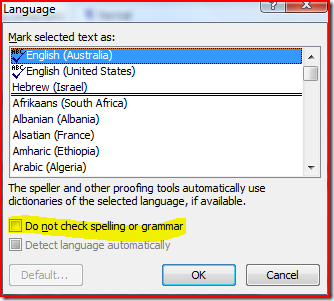 Language
Mark selected text as:
English (Australia)
English (United States)
Hebrew (Israel)
Afrikaans (South Africa)
Albanian (Albania)
Alsatian (France)
Amharic (Ethiopia)
Arabic (Algeria)
The speller and other proofing tools automatically use
dictionaries of the selected language, if available.
Do not check spelling or grammar
Detect language automatically
Default...
OK
Cancel